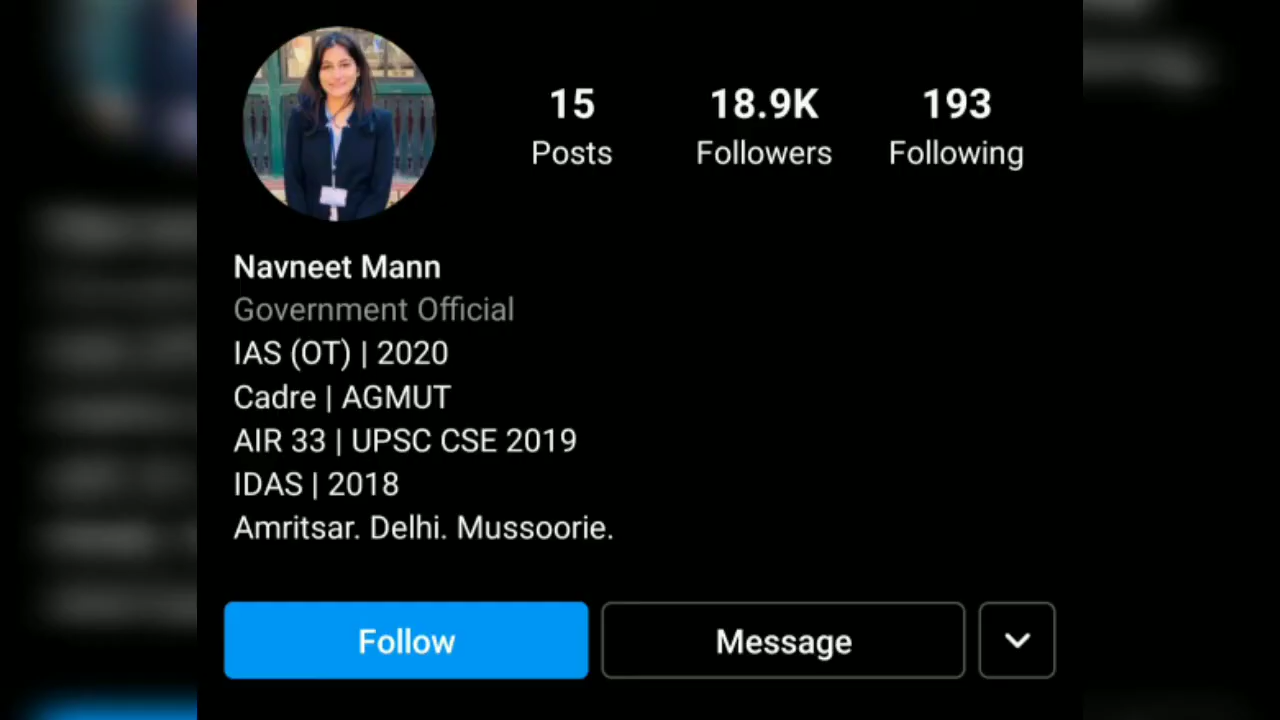 15 18.9K 193
Posts Followers Following
Navneet Mann
Government Official
IAS (OT) | 2020
Cadre | AGMUT
AIR 33 | UPSC CSE 2019
IDAS | 2018
Amritsar. Delhi. Mussoorie.
Follow Message